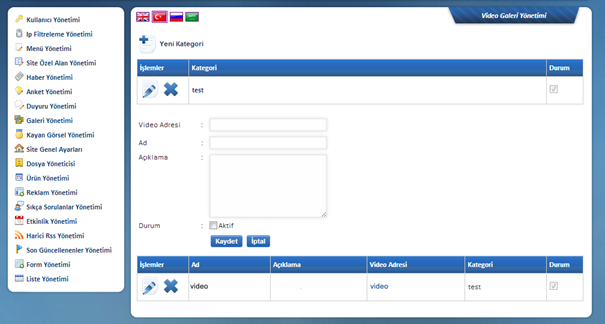 Kullanıcı Yönetimi
Ip Filtreleme Yönetimi
Menü Yönetimi
Site Özel Alan Yönetimi
Haber Yönetimi
Anket Yönetimi
Duyuru Yönetimi
Galeri Yönetimi
Kayan Görsel Yönetimi
Site Genel Ayarları
Dosya Yöneticisi
Ürün Yönetimi
Reklam Yönetimi
Sıkça Sorulanlar Yönetimi
Etkinlik Yönetimi
Harici Rss Yönetimi
Son Güncellenenler Yönetimi
Form Yönetimi
Liste Yönetimi
Video Galeri Yönetimi
Yeni Kategori
İşlemler Kategori Durum
test
Video Adresi :
Ad :
Açıklama :
Durum : Aktif
Kaydet İptal
İşlemler Ad Açıklama Video Adresi Kategori Durum
video . video test